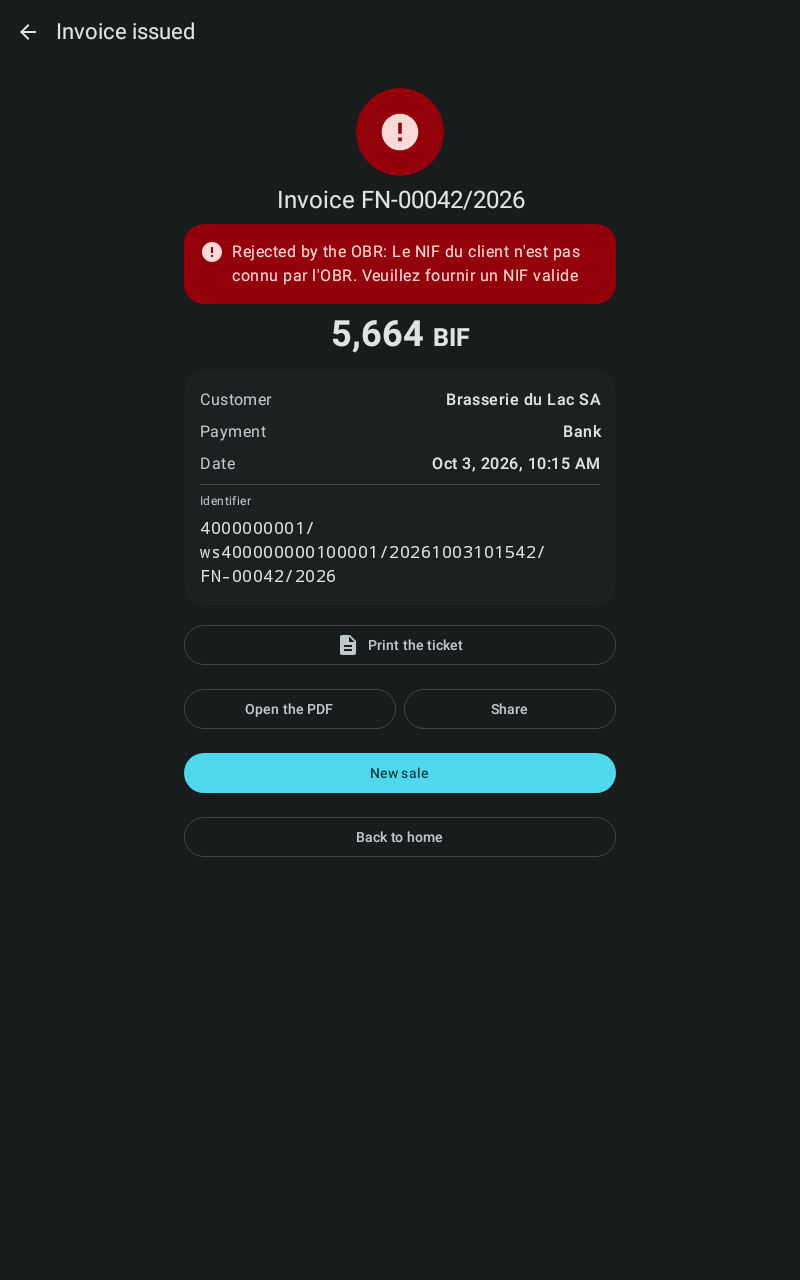 Invoice issued
Invoice FN-00042/2026
Rejected by the OBR: Le NIF du client n'est pas
connu par l'OBR. Veuillez fournir un NIF valide
5,664 BIF
Customer Brasserie du Lac SA
Payment Bank
Date Oct 3, 2026, 10:15 AM
Identifier
4000000001/
ws400000000100001/20261003101542/
FN-00042/2026
Print the ticket
Open the PDF Share
New sale
Back to home